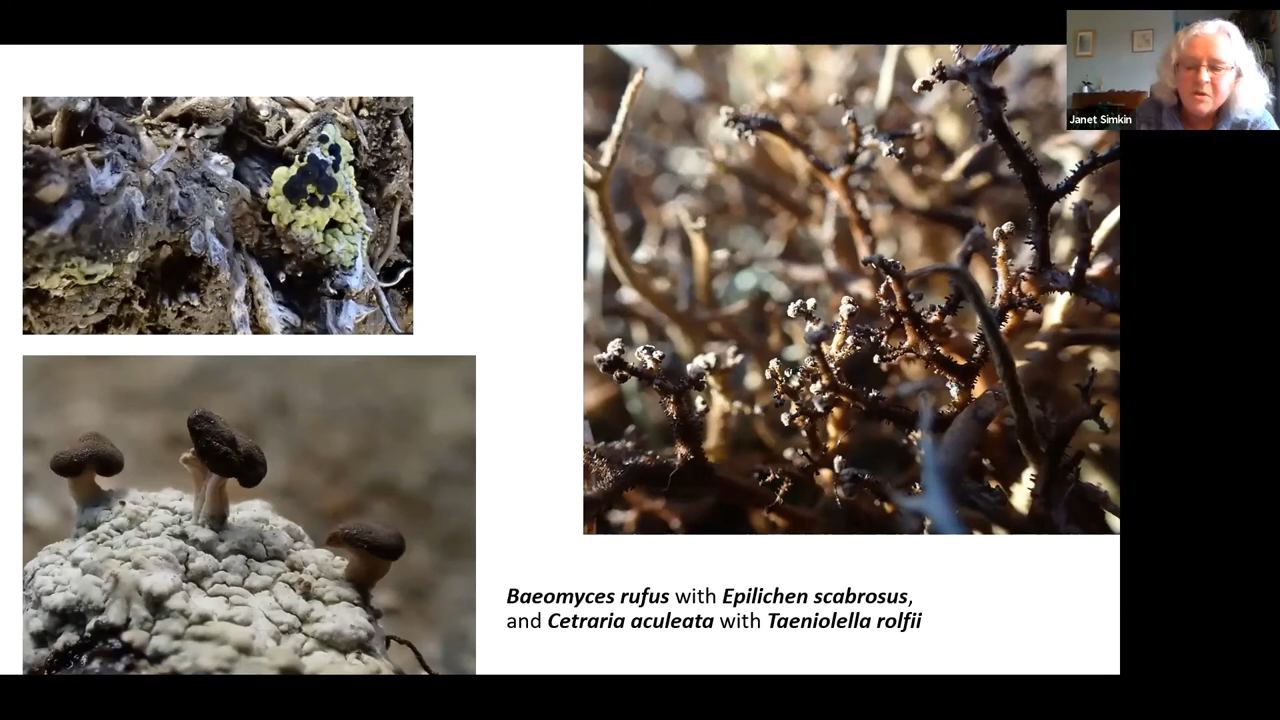 Janet Simkin
Baeomyces rufus with Epilichen scabrosus,
and Cetraria aculeata with Taeniolella rolfii